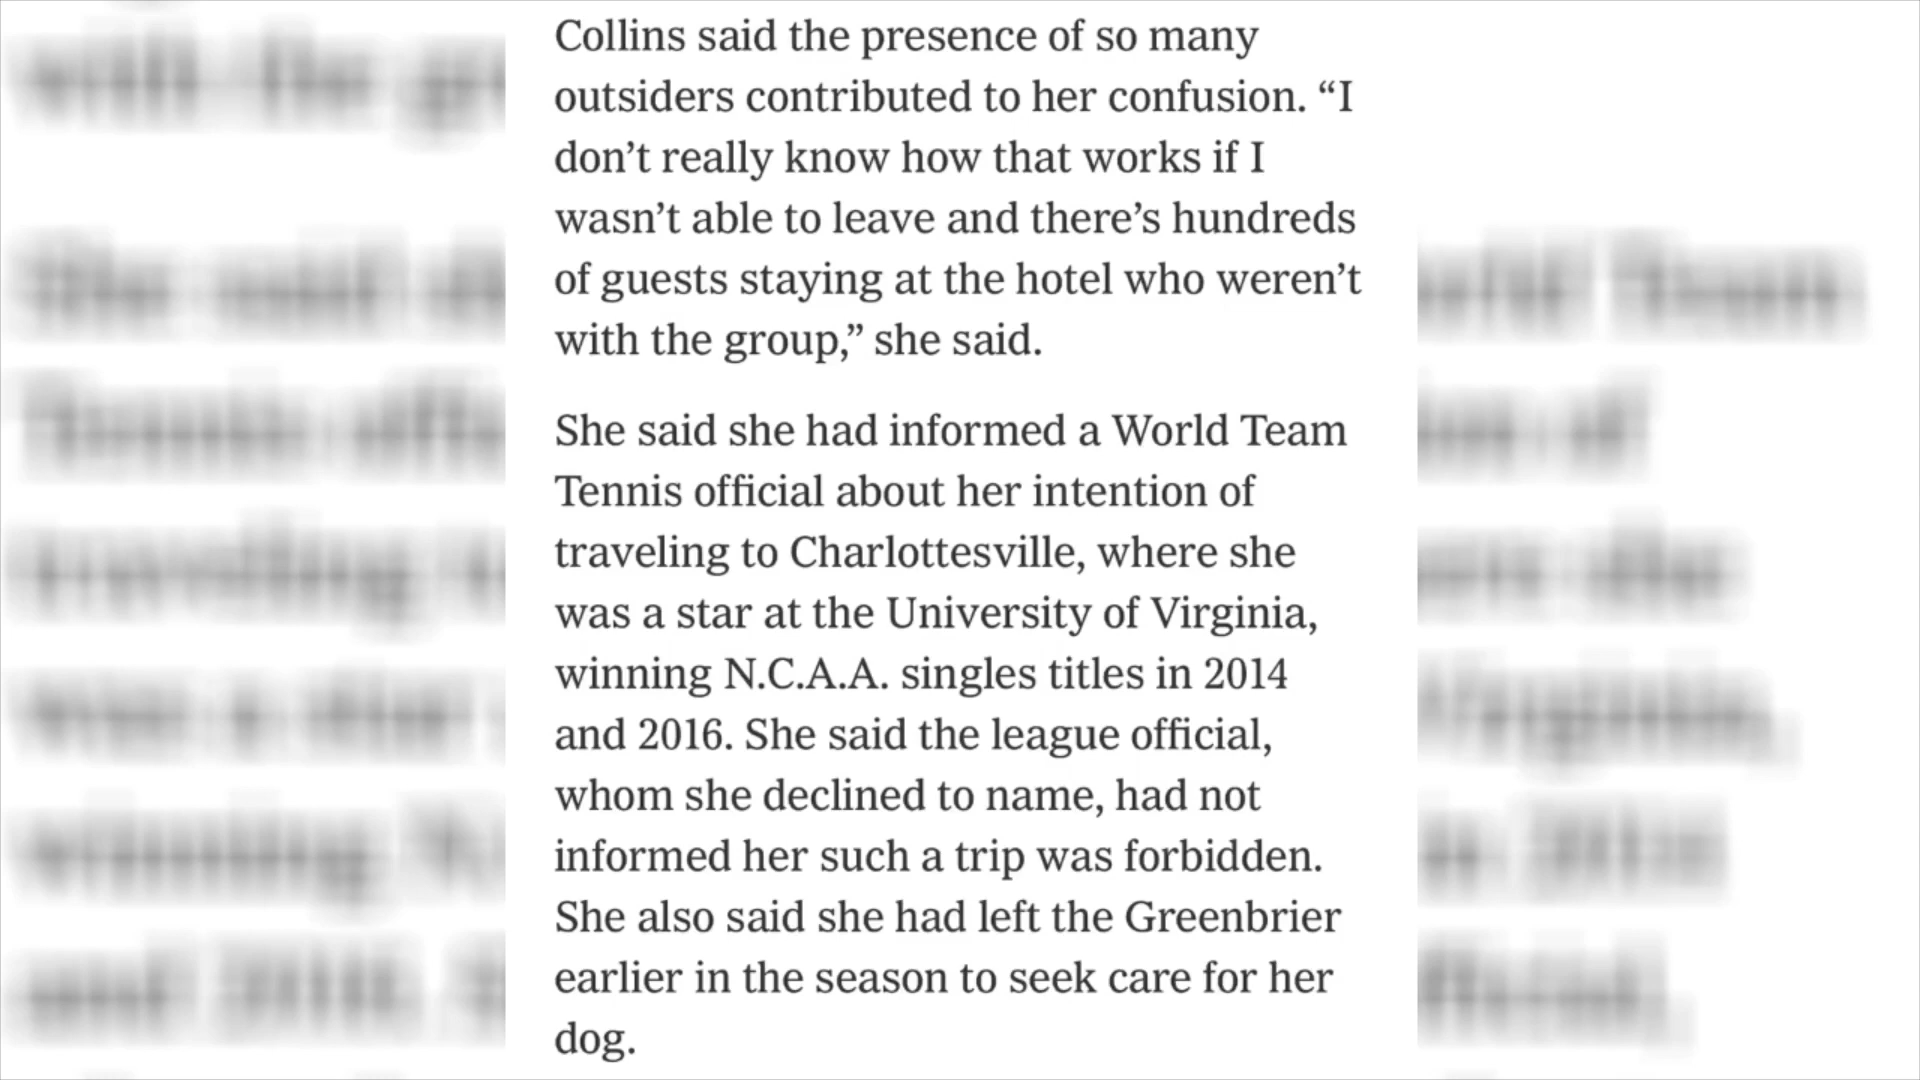 Collins said the presence of so many
outsiders contributed to her confusion. “I
don’t really know how that works if I
wasn’t able to leave and there’s hundreds
of guests staying at the hotel who weren’t
with the group,” she said.
She said she had informed a World Team
Tennis official about her intention of
traveling to Charlottesville, where she
was a star at the University of Virginia,
winning N.C.A.A. singles titles in 2014
and 2016. She said the league official,
whom she declined to name, had not
informed her such a trip was forbidden.
She also said she had left the Greenbrier
earlier in the season to seek care for her
dog.